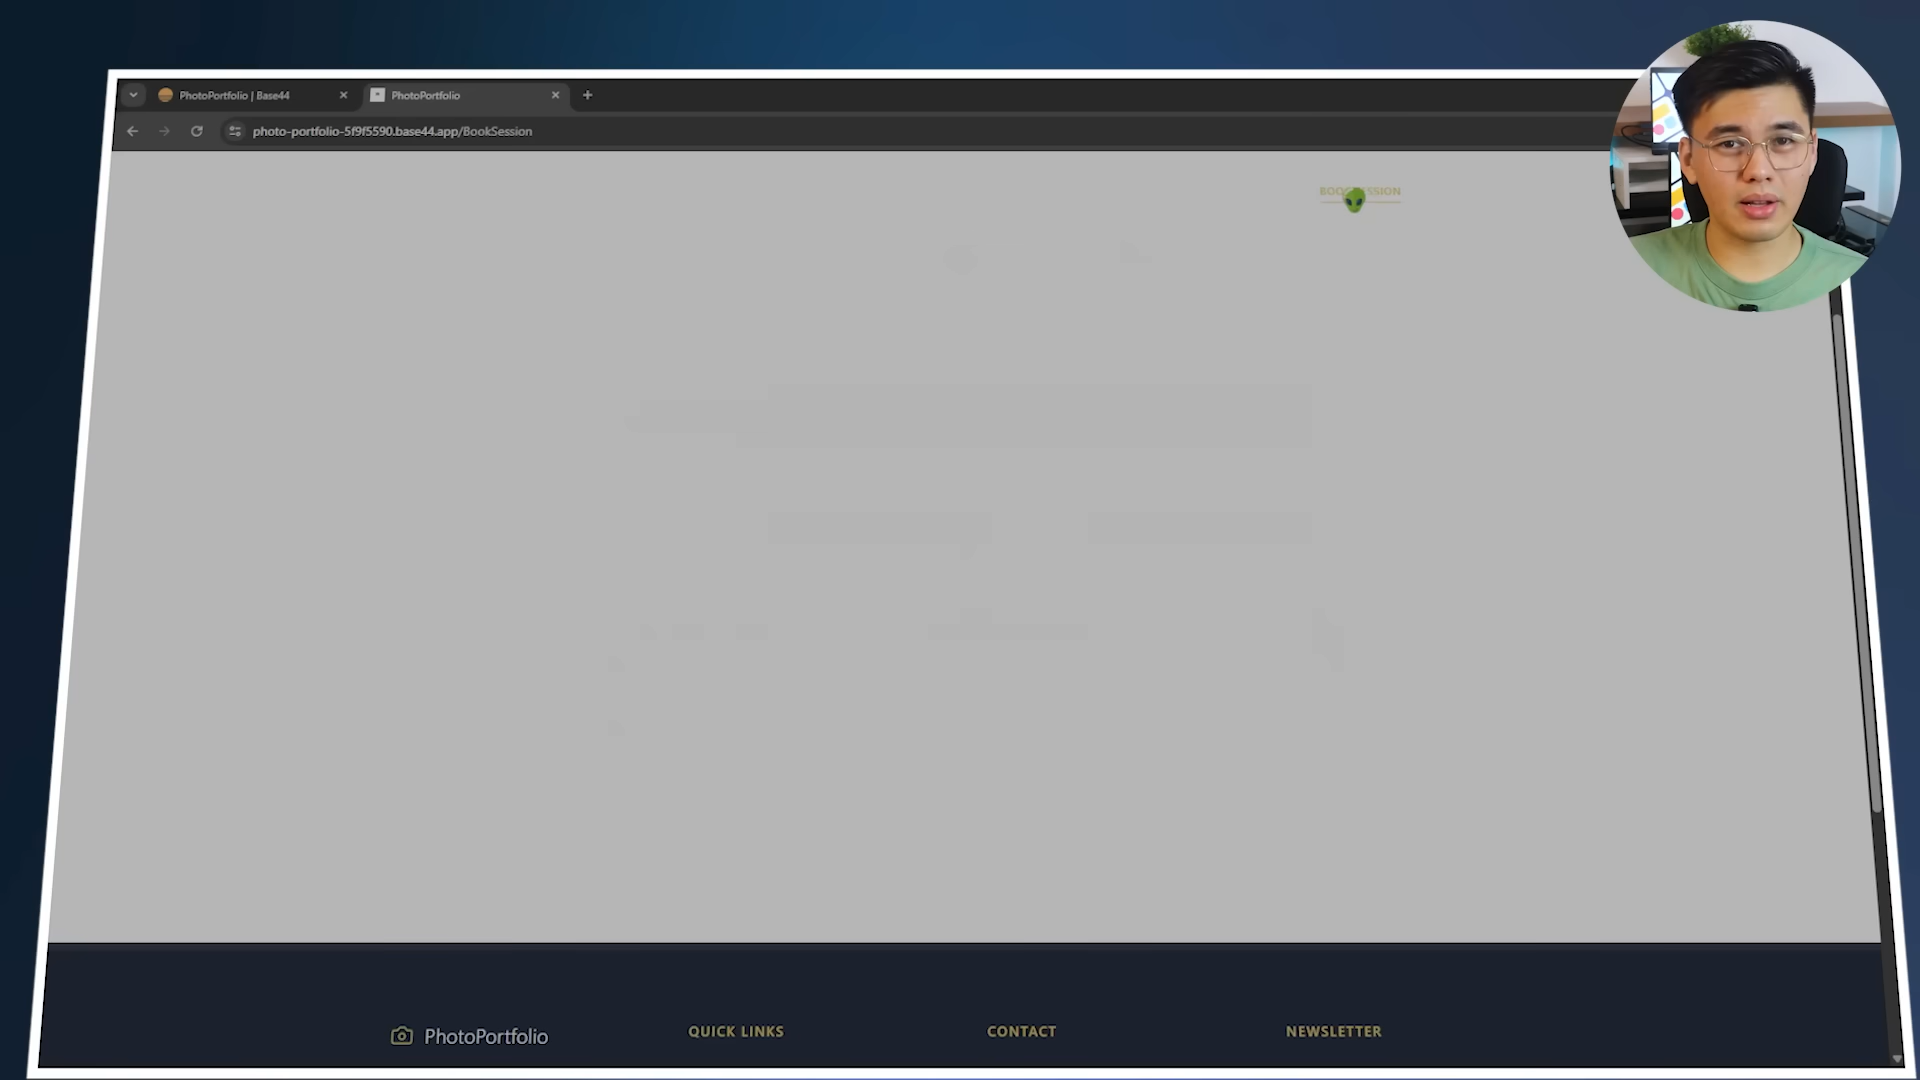 PhotoPortfolio | Base44
PhotoPortfolio
photo-portfolio-5f9f5590.base44.app/BookSession
PhotoPortfolio
QUICK LINKS
CONTACT
NEWSLETTER